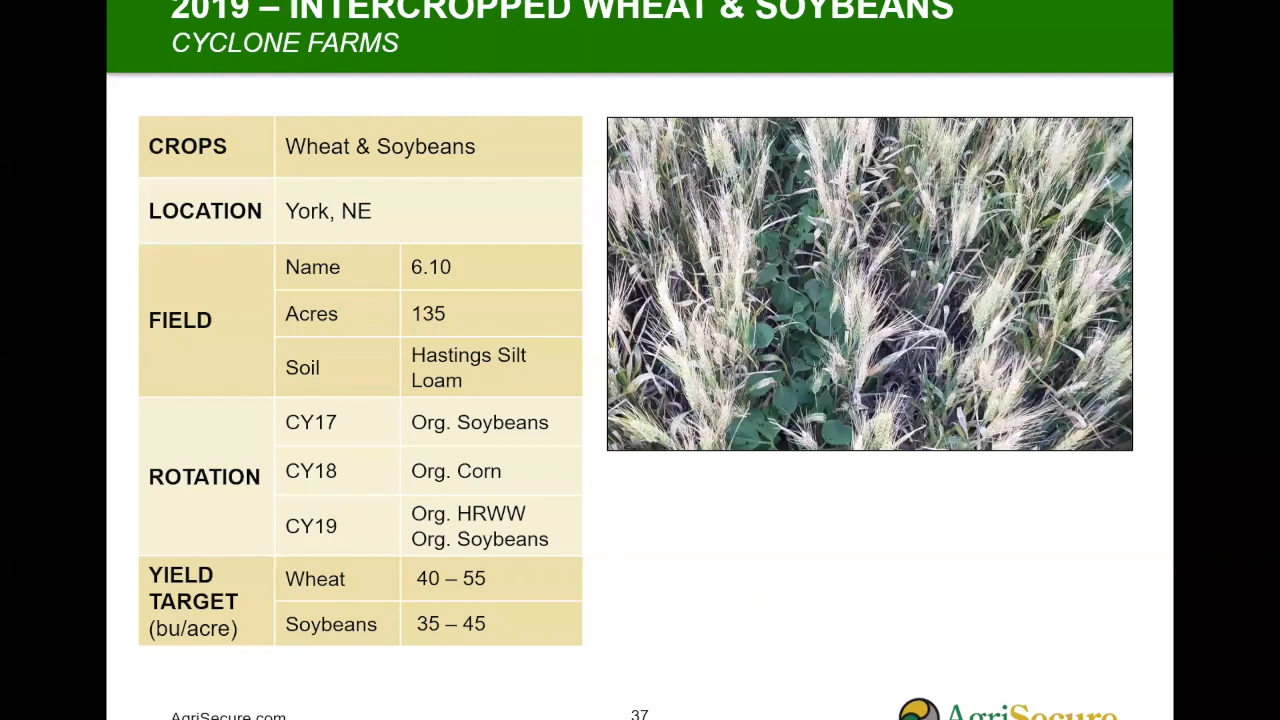 2019 – INTERCROPPED WHEAT & SOYBEANS
CYCLONE FARMS
CROPS
Wheat & Soybeans
LOCATION
York, NE
FIELD
Name
6.10
Acres
135
Soil
Hastings Silt
Loam
ROTATION
CY17
Org. Soybeans
CY18
Org. Corn
CY19
Org. HRWW
Org. Soybeans
YIELD
TARGET
(bu/acre)
Wheat
40 – 55
Soybeans
35 – 45
AgriSecure.com
37
AgriSecure